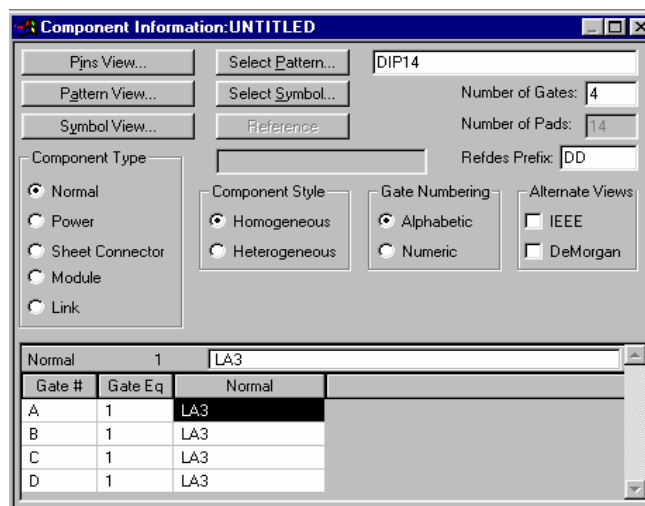 Component Information:UNTITLED
Pins View... Select Pattern... DIP14
Pattern View... Select Symbol... Number of Gates: 4
Symbol View... Reference Number of Pads: 14
Component Type Refdes Prefix: DD
Normal Component Style Gate Numbering Alternate Views
Power Homogeneous Alphabetic IEEE
Sheet Connector Heterogeneous Numeric DeMorgan
Module
Link
Normal 1 LA3
Gate # Gate Eq Normal
A 1 LA3
B 1 LA3
C 1 LA3
D 1 LA3